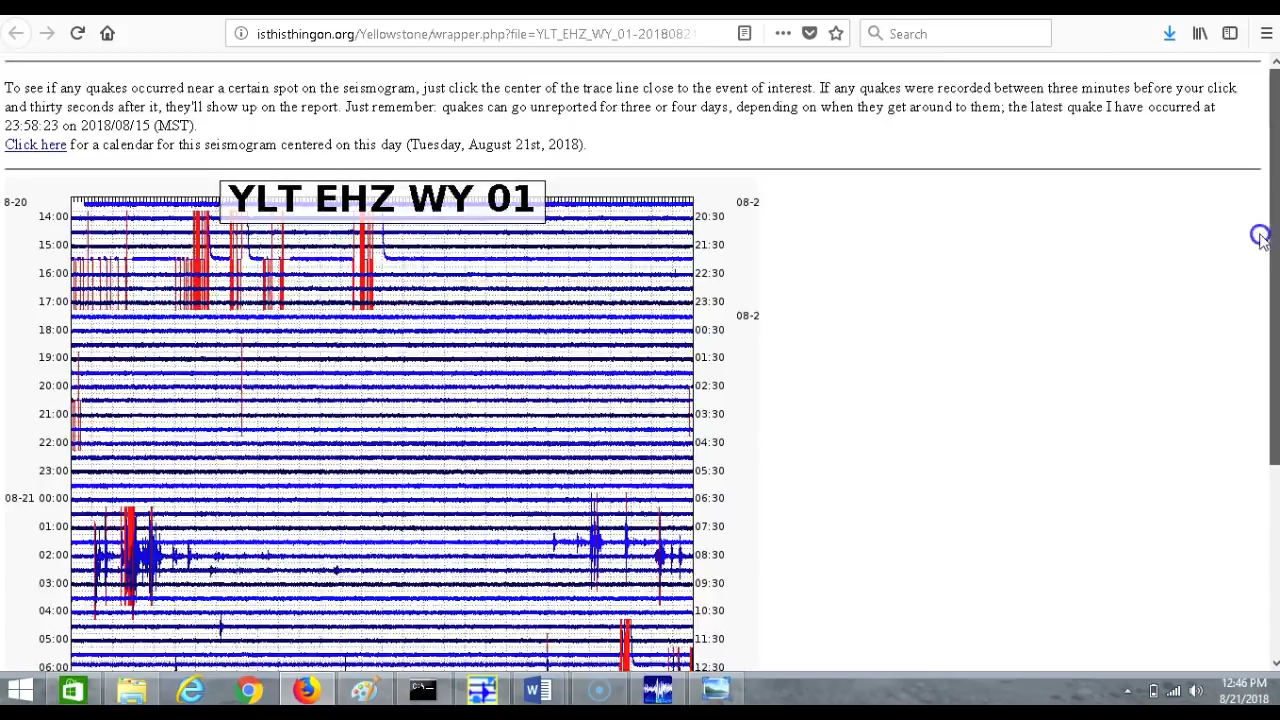 isthisthingon.org/Yellowstone/wrapper.php?file=YLT_EHZ_WY_01-20180821
Search
To see if any quakes occurred near a certain spot on the seismogram, just click the center of the trace line close to the event of interest. If any quakes were recorded between three minutes before your click
and thirty seconds after it, they'll show up on the report. Just remember: quakes can go unreported for three or four days, depending on when they get around to them; the latest quake I have occurred at
23:58:23 on 2018/08/15 (MST).
Click here for a calendar for this seismogram centered on this day (Tuesday, August 21st, 2018).
YLT EHZ WY 01
8-20 08-2
14:00 20:30
15:00 21:30
16:00 22:30
17:00 23:30
08-2
18:00 00:30
19:00 01:30
20:00 02:30
21:00 03:30
22:00 04:30
23:00 05:30
08-21 00:00 06:30
01:00 07:30
02:00 08:30
03:00 09:30
04:00 10:30
05:00 11:30
06:00 12:30
12:46 PM
8/21/2018